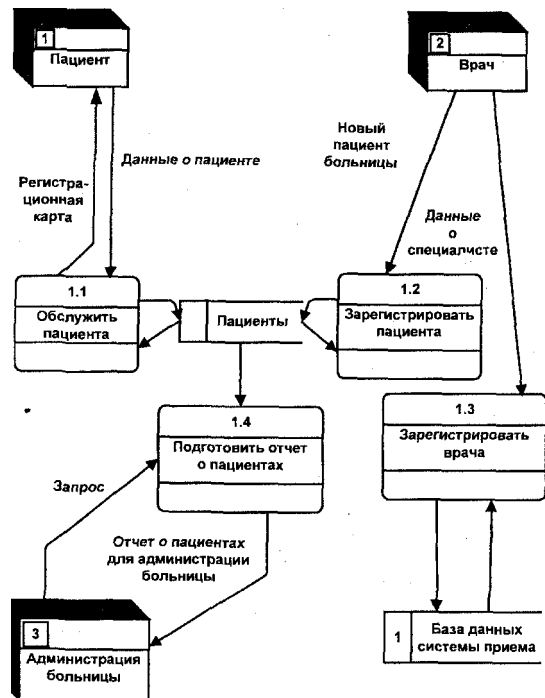 1
Пациент
2
Врач
Новый
пациент
больницы
Данные о пациенте
Регистра-
ционная
карта
Данные
о
специалисте
1.1
Обслужить
пациента
Пациенты
1.2
Зарегистрировать
пациента
1.4
Подготовить отчет
о пациентах
1.3
Зарегистрировать
врача
Запрос
Отчет о пациентах
для администрации
больницы
3
Администрация
больницы
1
База данных
системы приема